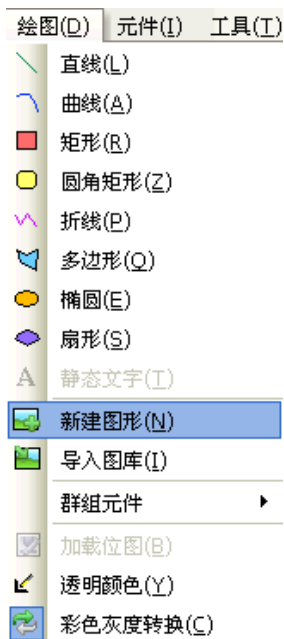 绘图(D) 元件(I) 工具(T)
直线(L)
曲线(A)
矩形(R)
圆角矩形(Z)
折线(P)
多边形(O)
椭圆(E)
扇形(S)
A 静态文字(T)
新建图形(N)
导入图库(I)
群组元件
加载位图(B)
透明颜色(Y)
彩色灰度转换(C)